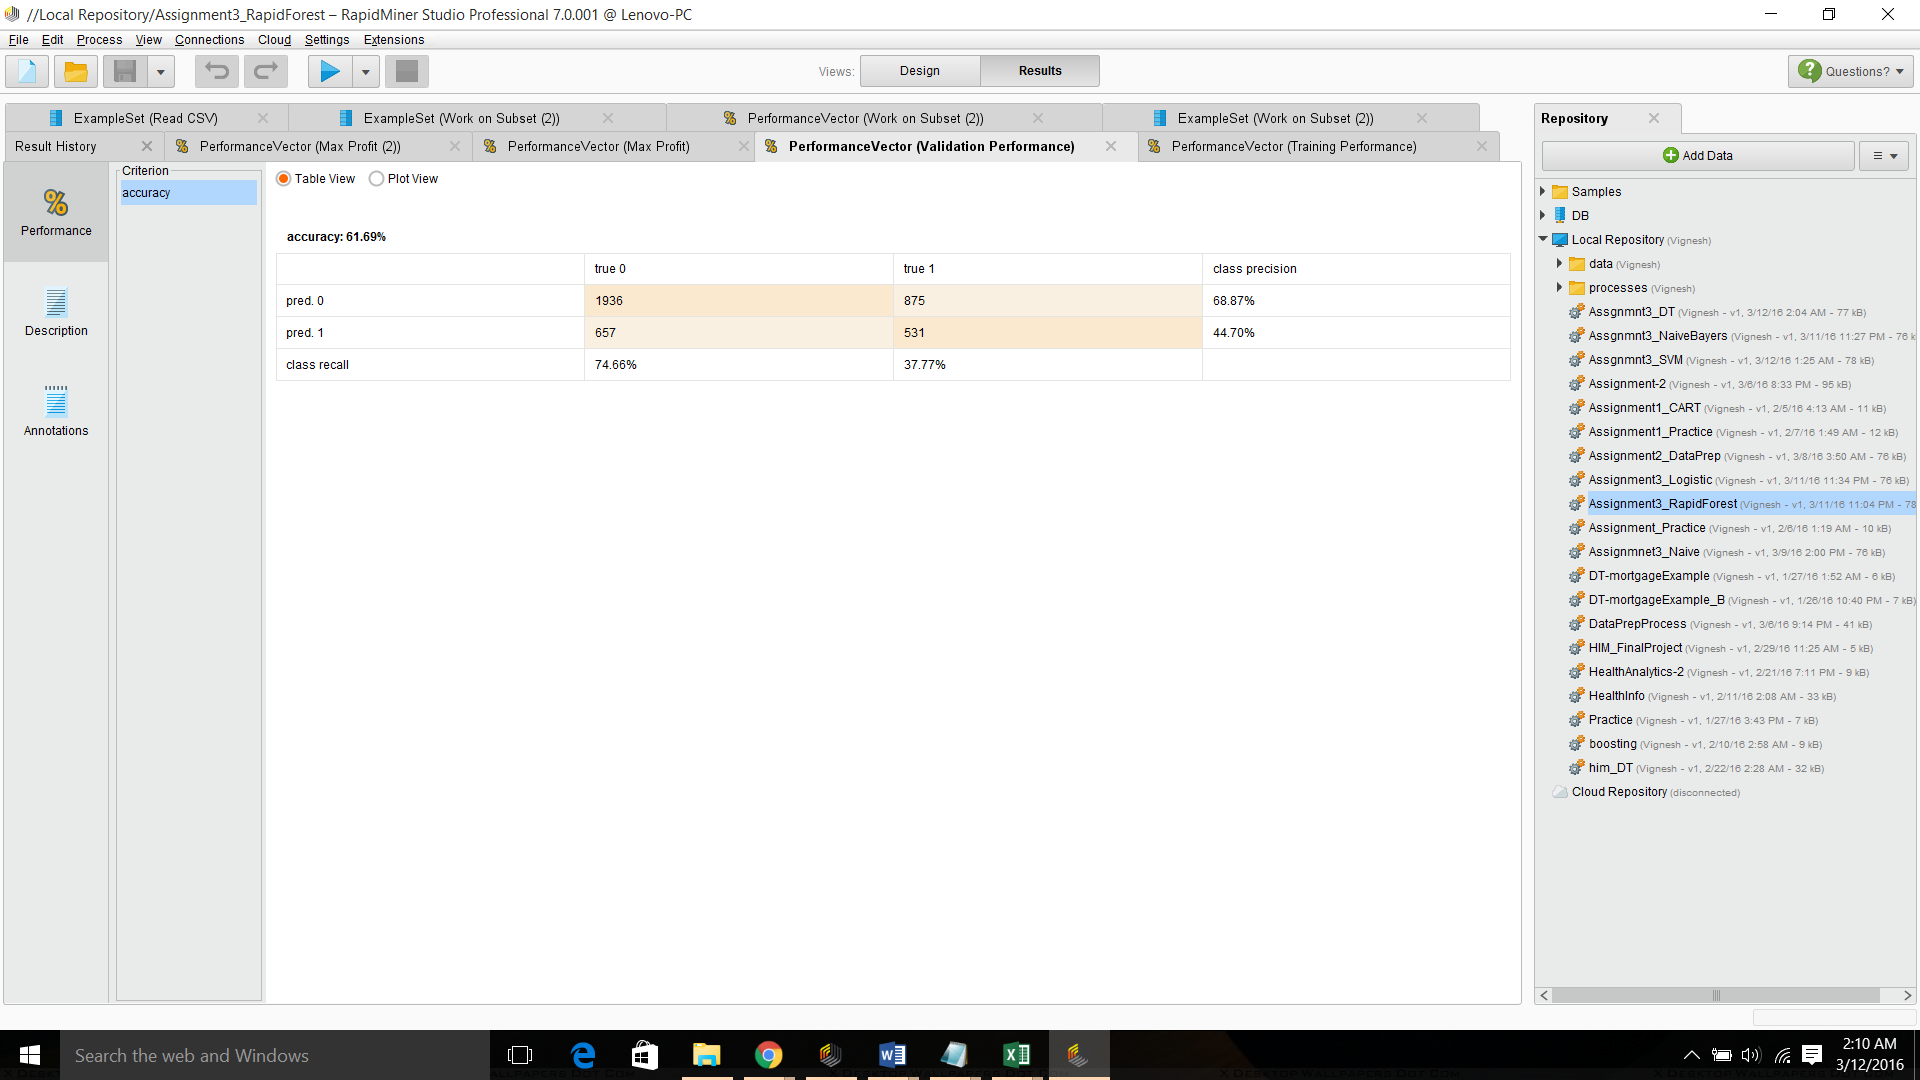 //Local Repository/Assignment3_RapidForest – RapidMiner Studio Professional 7.0.001 @ Lenovo-PC
File Edit Process View Connections Cloud Settings Extensions
Views: Design Results Questions?
ExampleSet (Read CSV) ExampleSet (Work on Subset (2)) PerformanceVector (Work on Subset (2)) ExampleSet (Work on Subset (2))
Result History PerformanceVector (Max Profit (2)) PerformanceVector (Max Profit) PerformanceVector (Validation Performance) PerformanceVector (Training Performance)
Performance
Description
Annotations
Criterion
accuracy
Table View Plot View
accuracy: 61.69%
true 0 true 1 class precision
pred. 0 1936 875 68.87%
pred. 1 657 531 44.70%
class recall 74.66% 37.77%
Repository
Add Data
Samples
DB
Local Repository (Vignesh)
data (Vignesh)
processes (Vignesh)
Assgnmnt3_DT (Vignesh - v1, 3/12/16 2:04 AM - 77 kB)
Assgnmnt3_NaiveBayers (Vignesh - v1, 3/11/16 11:27 PM - 76 k
Assgnmnt3_SVM (Vignesh - v1, 3/12/16 1:25 AM - 78 kB)
Assignment-2 (Vignesh - v1, 3/6/16 8:33 PM - 95 kB)
Assignment1_CART (Vignesh - v1, 2/5/16 4:13 AM - 11 kB)
Assignment1_Practice (Vignesh - v1, 2/7/16 1:49 AM - 12 kB)
Assignment2_DataPrep (Vignesh - v1, 3/8/16 3:50 AM - 76 kB)
Assignment3_Logistic (Vignesh - v1, 3/11/16 11:34 PM - 76 kB)
Assignment3_RapidForest (Vignesh - v1, 3/11/16 11:04 PM - 78
Assignment_Practice (Vignesh - v1, 2/6/16 1:19 AM - 10 kB)
Assignmnet3_Naive (Vignesh - v1, 3/9/16 2:00 PM - 76 kB)
DT-mortgageExample (Vignesh - v1, 1/27/16 1:52 AM - 6 kB)
DT-mortgageExample_B (Vignesh - v1, 1/26/16 10:40 PM - 7 kB)
DataPrepProcess (Vignesh - v1, 3/6/16 9:14 PM - 41 kB)
HIM_FinalProject (Vignesh - v1, 2/29/16 11:25 AM - 5 kB)
HealthAnalytics-2 (Vignesh - v1, 2/21/16 7:11 PM - 9 kB)
HealthInfo (Vignesh - v1, 2/11/16 2:08 AM - 33 kB)
Practice (Vignesh - v1, 1/27/16 3:43 PM - 7 kB)
boosting (Vignesh - v1, 2/10/16 2:58 AM - 9 kB)
him_DT (Vignesh - v1, 2/22/16 2:28 AM - 32 kB)
Cloud Repository (disconnected)
Search the web and Windows
2:10 AM
3/12/2016